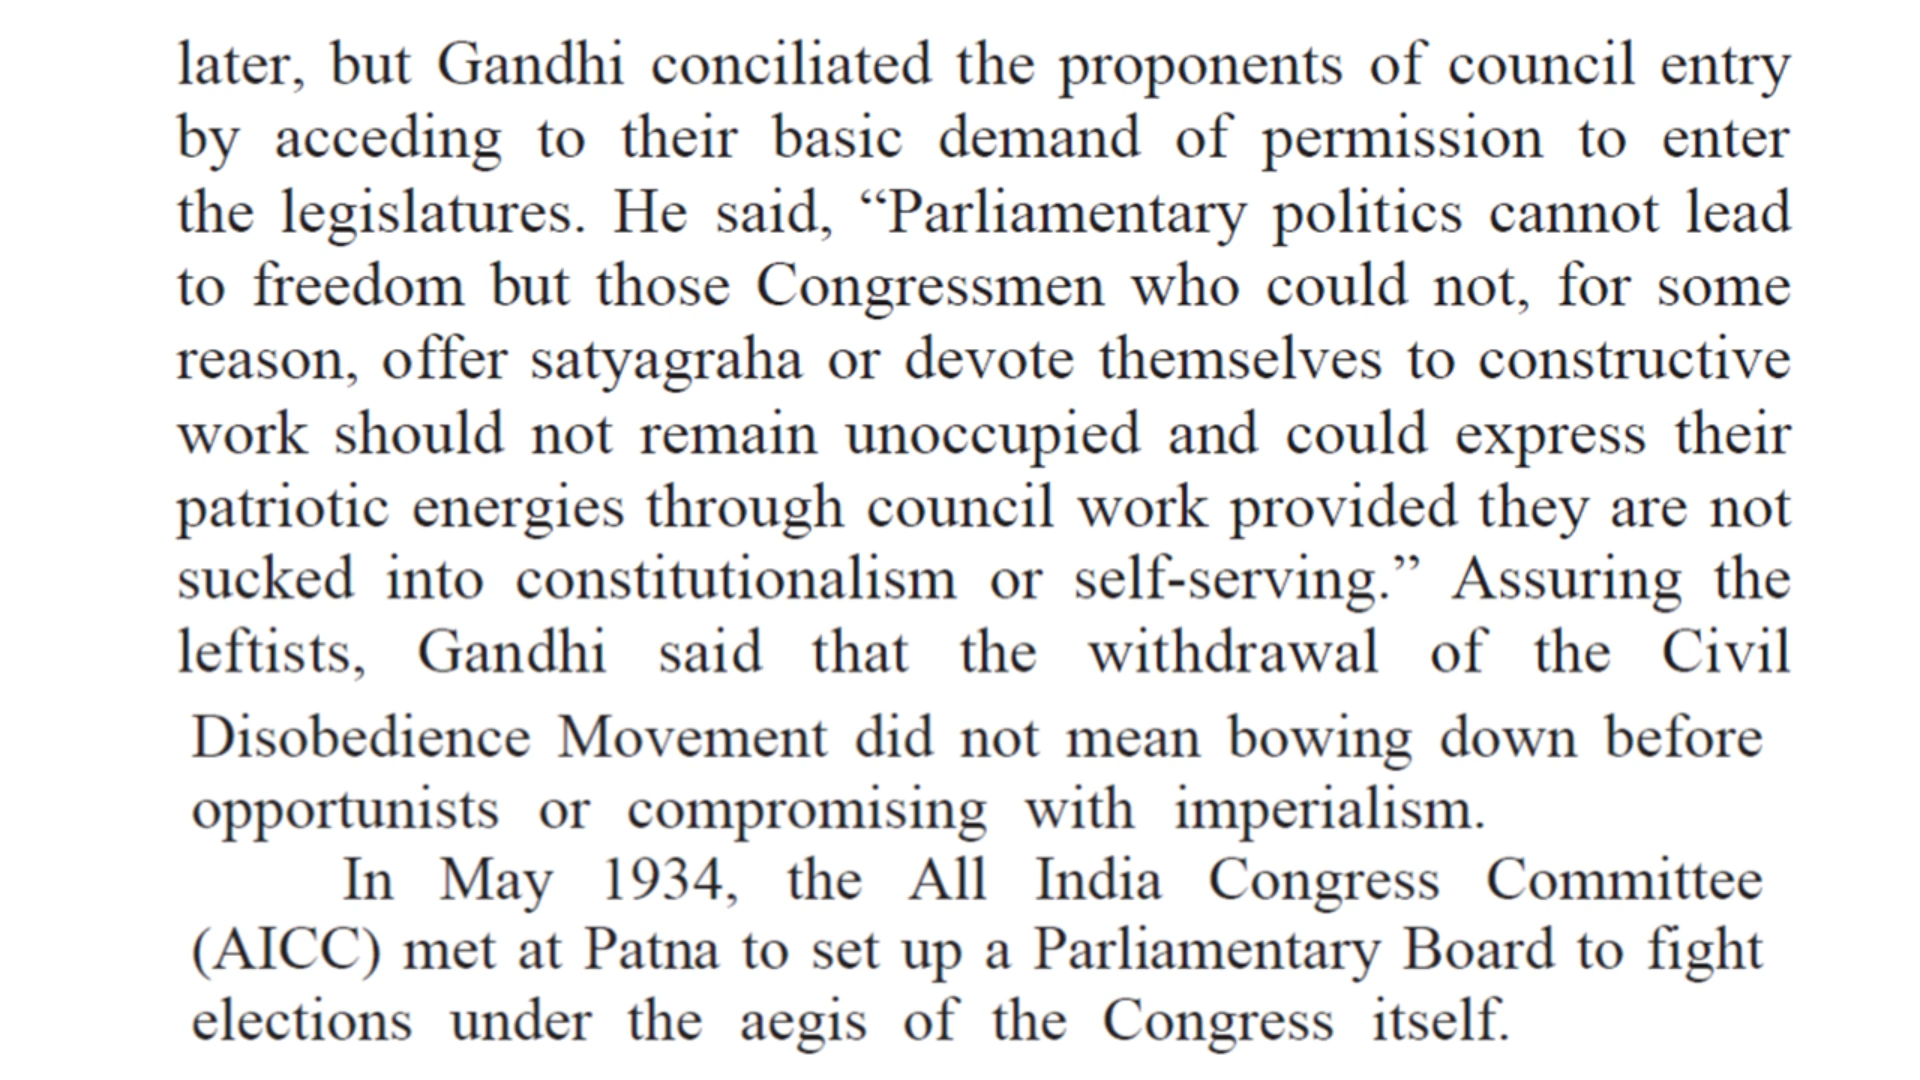 later, but Gandhi conciliated the proponents of council entry
by acceding to their basic demand of permission to enter
the legislatures. He said, “Parliamentary politics cannot lead
to freedom but those Congressmen who could not, for some
reason, offer satyagraha or devote themselves to constructive
work should not remain unoccupied and could express their
patriotic energies through council work provided they are not
sucked into constitutionalism or self-serving.” Assuring the
leftists, Gandhi said that the withdrawal of the Civil
Disobedience Movement did not mean bowing down before
opportunists or compromising with imperialism.
In May 1934, the All India Congress Committee
(AICC) met at Patna to set up a Parliamentary Board to fight
elections under the aegis of the Congress itself.